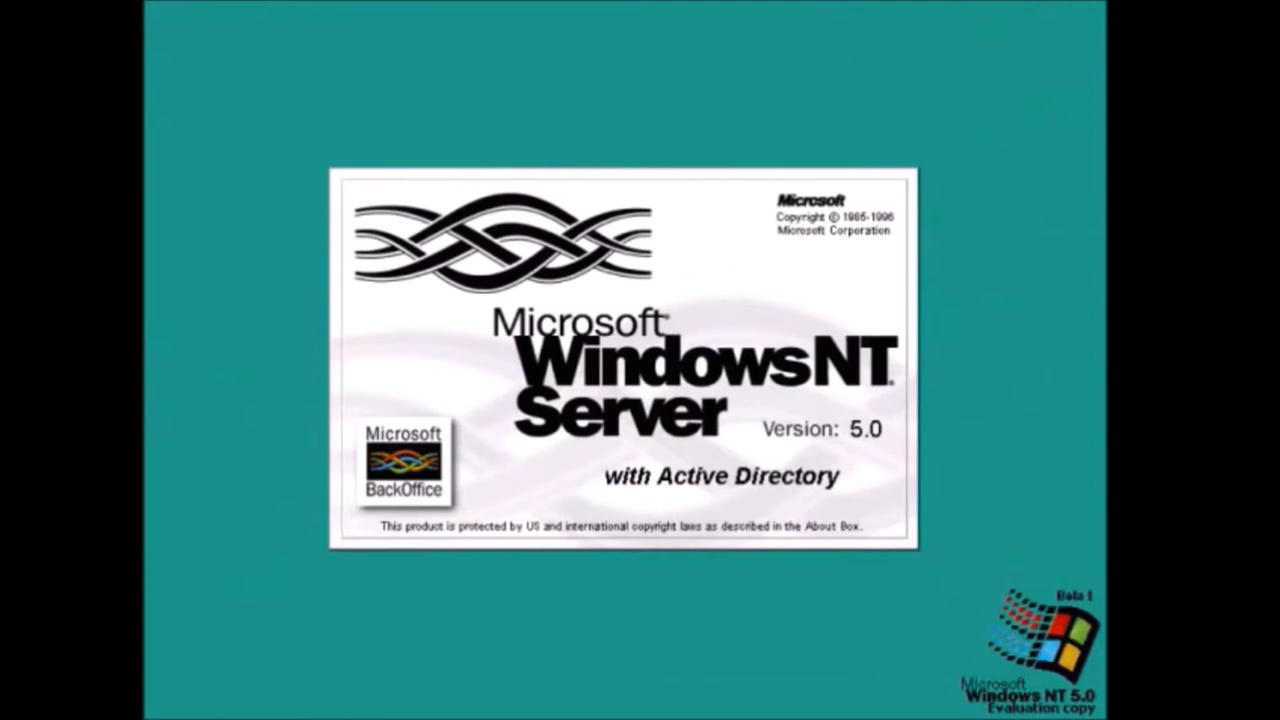 Microsoft
Copyright © 1985-1996
Microsoft Corporation
Microsoft®
Windows NT®
Server
Version: 5.0
with Active Directory
Microsoft
BackOffice
This product is protected by US and international copyright laws as described in the About Box.
Beta 1
Microsoft
Windows NT 5.0
Evaluation copy